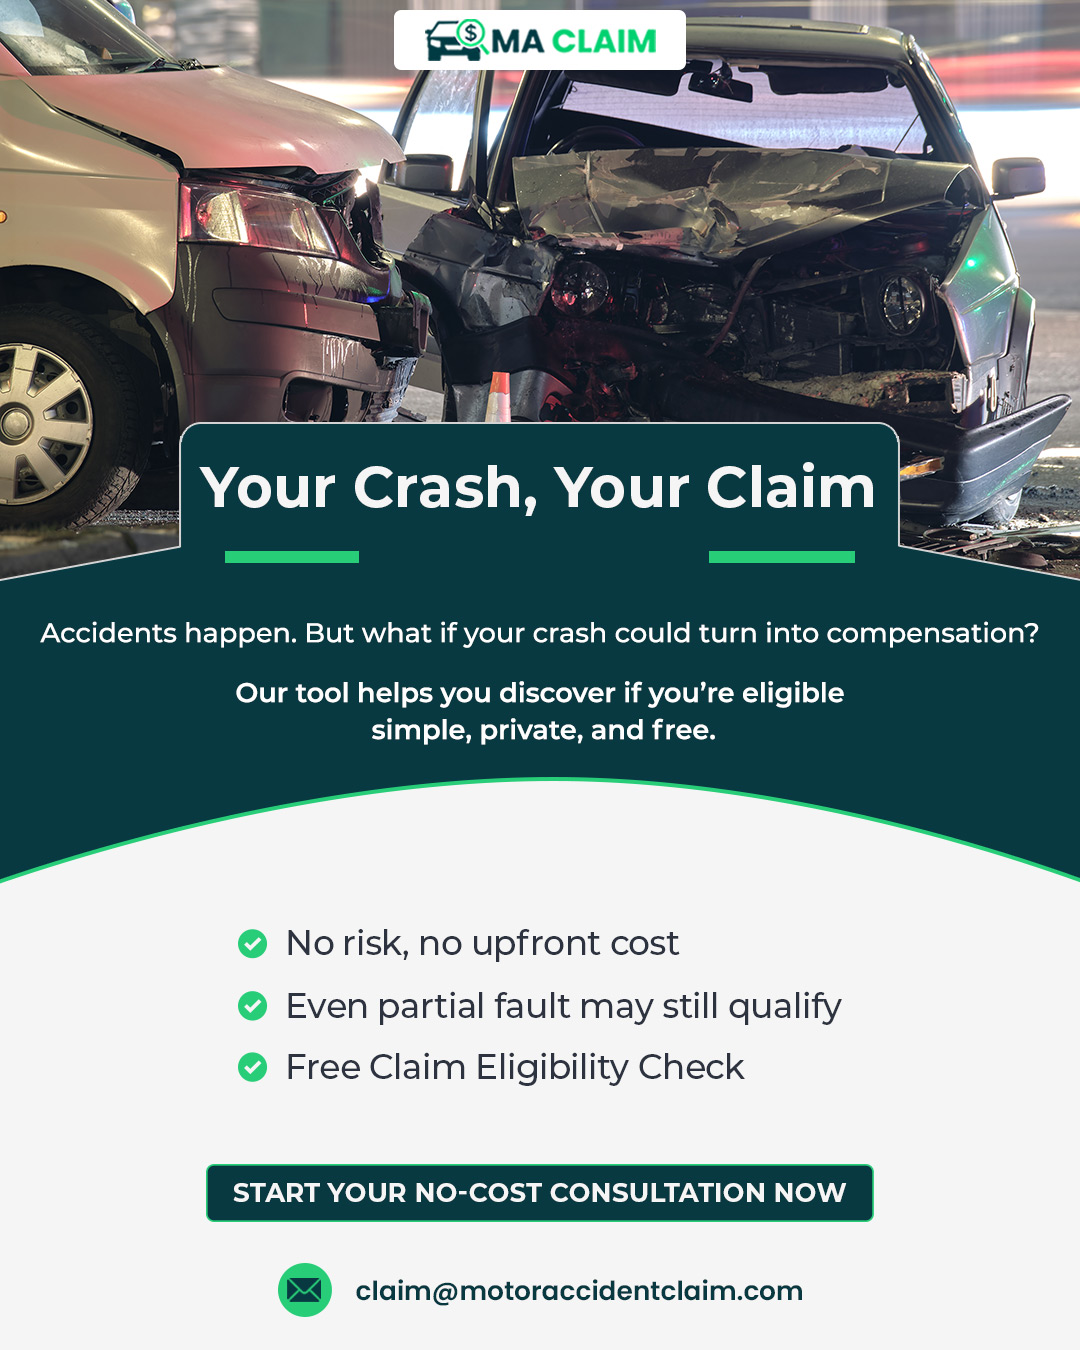 MA CLAIM
Your Crash, Your Claim
Accidents happen. But what if your crash could turn into compensation?
Our tool helps you discover if you’re eligible
simple, private, and free.
No risk, no upfront cost
Even partial fault may still qualify
Free Claim Eligibility Check
START YOUR NO-COST CONSULTATION NOW
claim@motoraccidentclaim.com